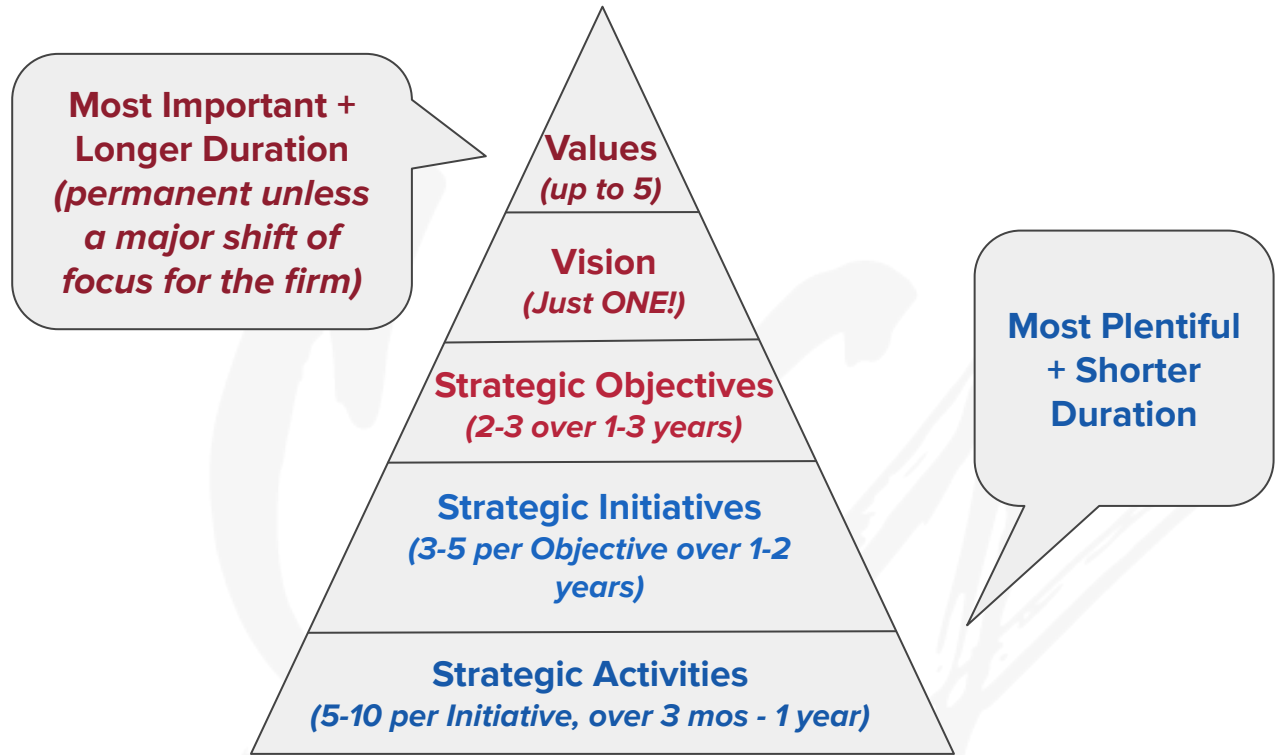 Most Important +
Longer Duration
(permanent unless
a major shift of
focus for the firm)
Values
(up to 5)
Vision
(Just ONE!)
Strategic Objectives
(2-3 over 1-3 years)
Most Plentiful
+ Shorter
Duration
Strategic Initiatives
(3-5 per Objective over 1-2
years)
Strategic Activities
(5-10 per Initiative, over 3 mos - 1 year)